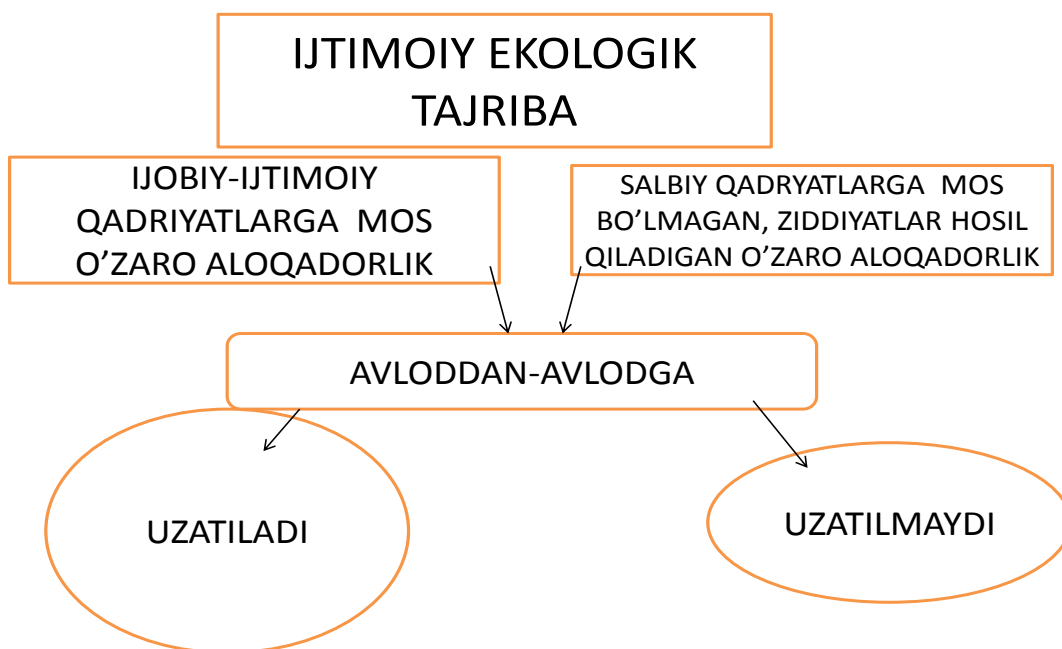 IJTIMOIY EKOLOGIK
TAJRIBA
IJOBIY-IJTIMOIY
QADRIYATLARGA MOS
O’ZARO ALOQADORLIK
SALBIY QADRYATLARGA MOS
BO’LMAGAN, ZIDDIYATLAR HOSIL
QILADIGAN O’ZARO ALOQADORLIK
AVLODDAN-AVLODGA
UZATILADI
UZATILMAYDI